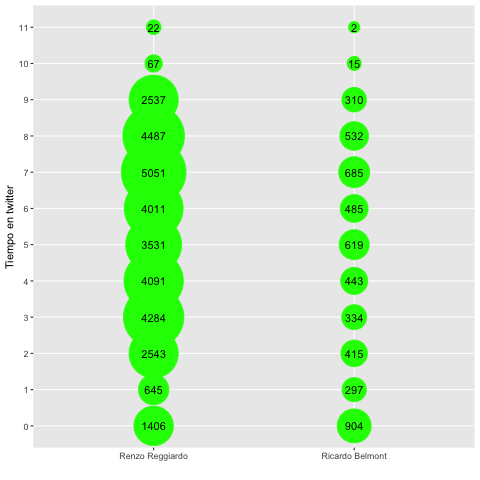 Tiempo en twitter
11 22 2
10 67 15
9 2537 310
8 4487 532
7 5051 685
6 4011 485
5 3531 619
4 4091 443
3 4284 334
2 2543 415
1 645 297
0 1406 904
Renzo Reggiardo Ricardo Belmont